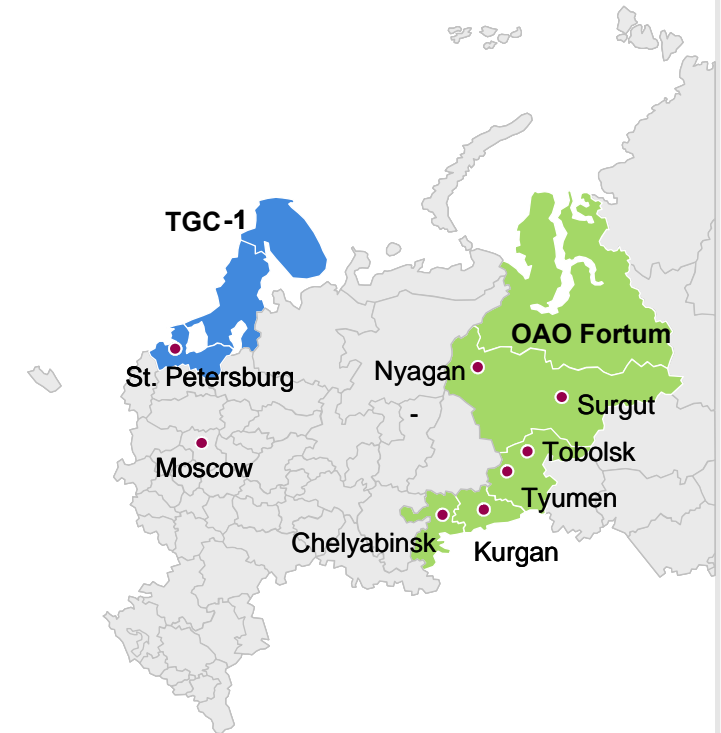 TGC-1
OAO Fortum
St. Petersburg
Nyagan
-
Surgut
Moscow
Tobolsk
Tyumen
Chelyabinsk
Kurgan